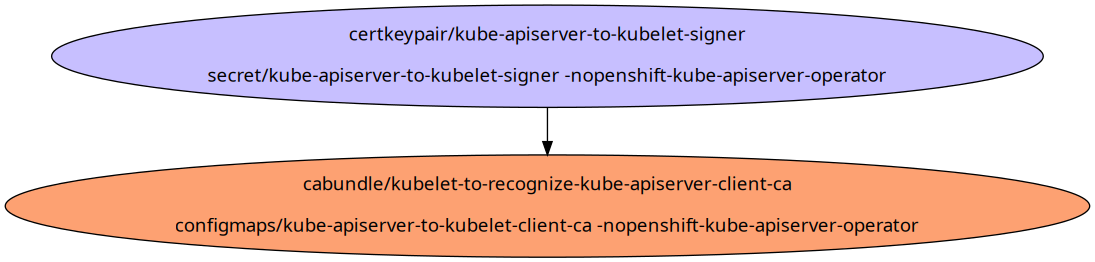 certkeypair/kube-apiserver-to-kubelet-signer
secret/kube-apiserver-to-kubelet-signer -nopenshift-kube-apiserver-operator
cabundle/kubelet-to-recognize-kube-apiserver-client-ca
configmaps/kube-apiserver-to-kubelet-client-ca -nopenshift-kube-apiserver-operator